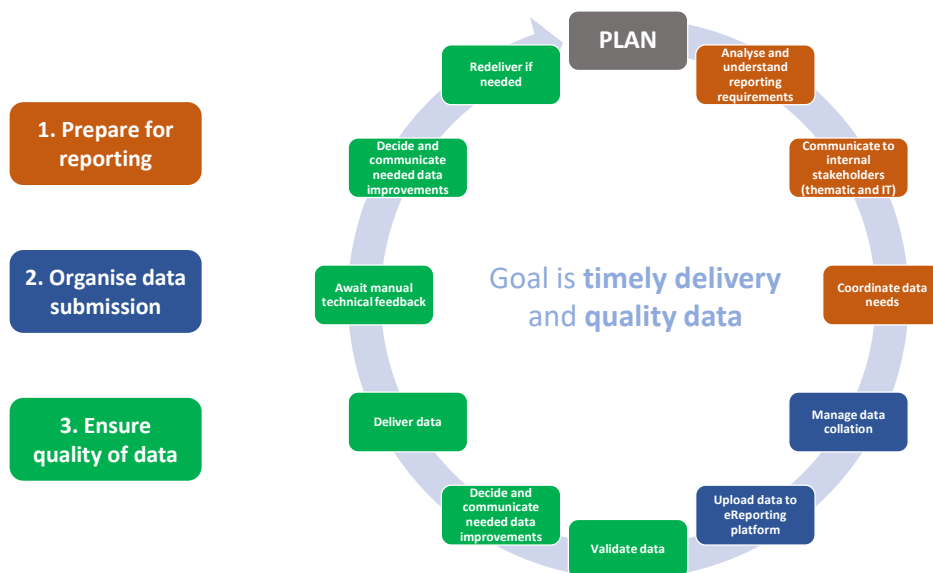 PLAN
Analyse and
understand
reporting
requirements
Communicate to
internal
stakeholders
(thematic and IT)
Coordinate data
needs
Manage data
collation
Upload data to
eReporting
platform
Validate data
Decide and
communicate
needed data
improvements
Deliver data
Await manual
technical feedback
Decide and
communicate
needed data
improvements
Redeliver if
needed
1. Prepare for
reporting
2. Organise data
submission
3. Ensure
quality of data
Goal is timely delivery
and quality data